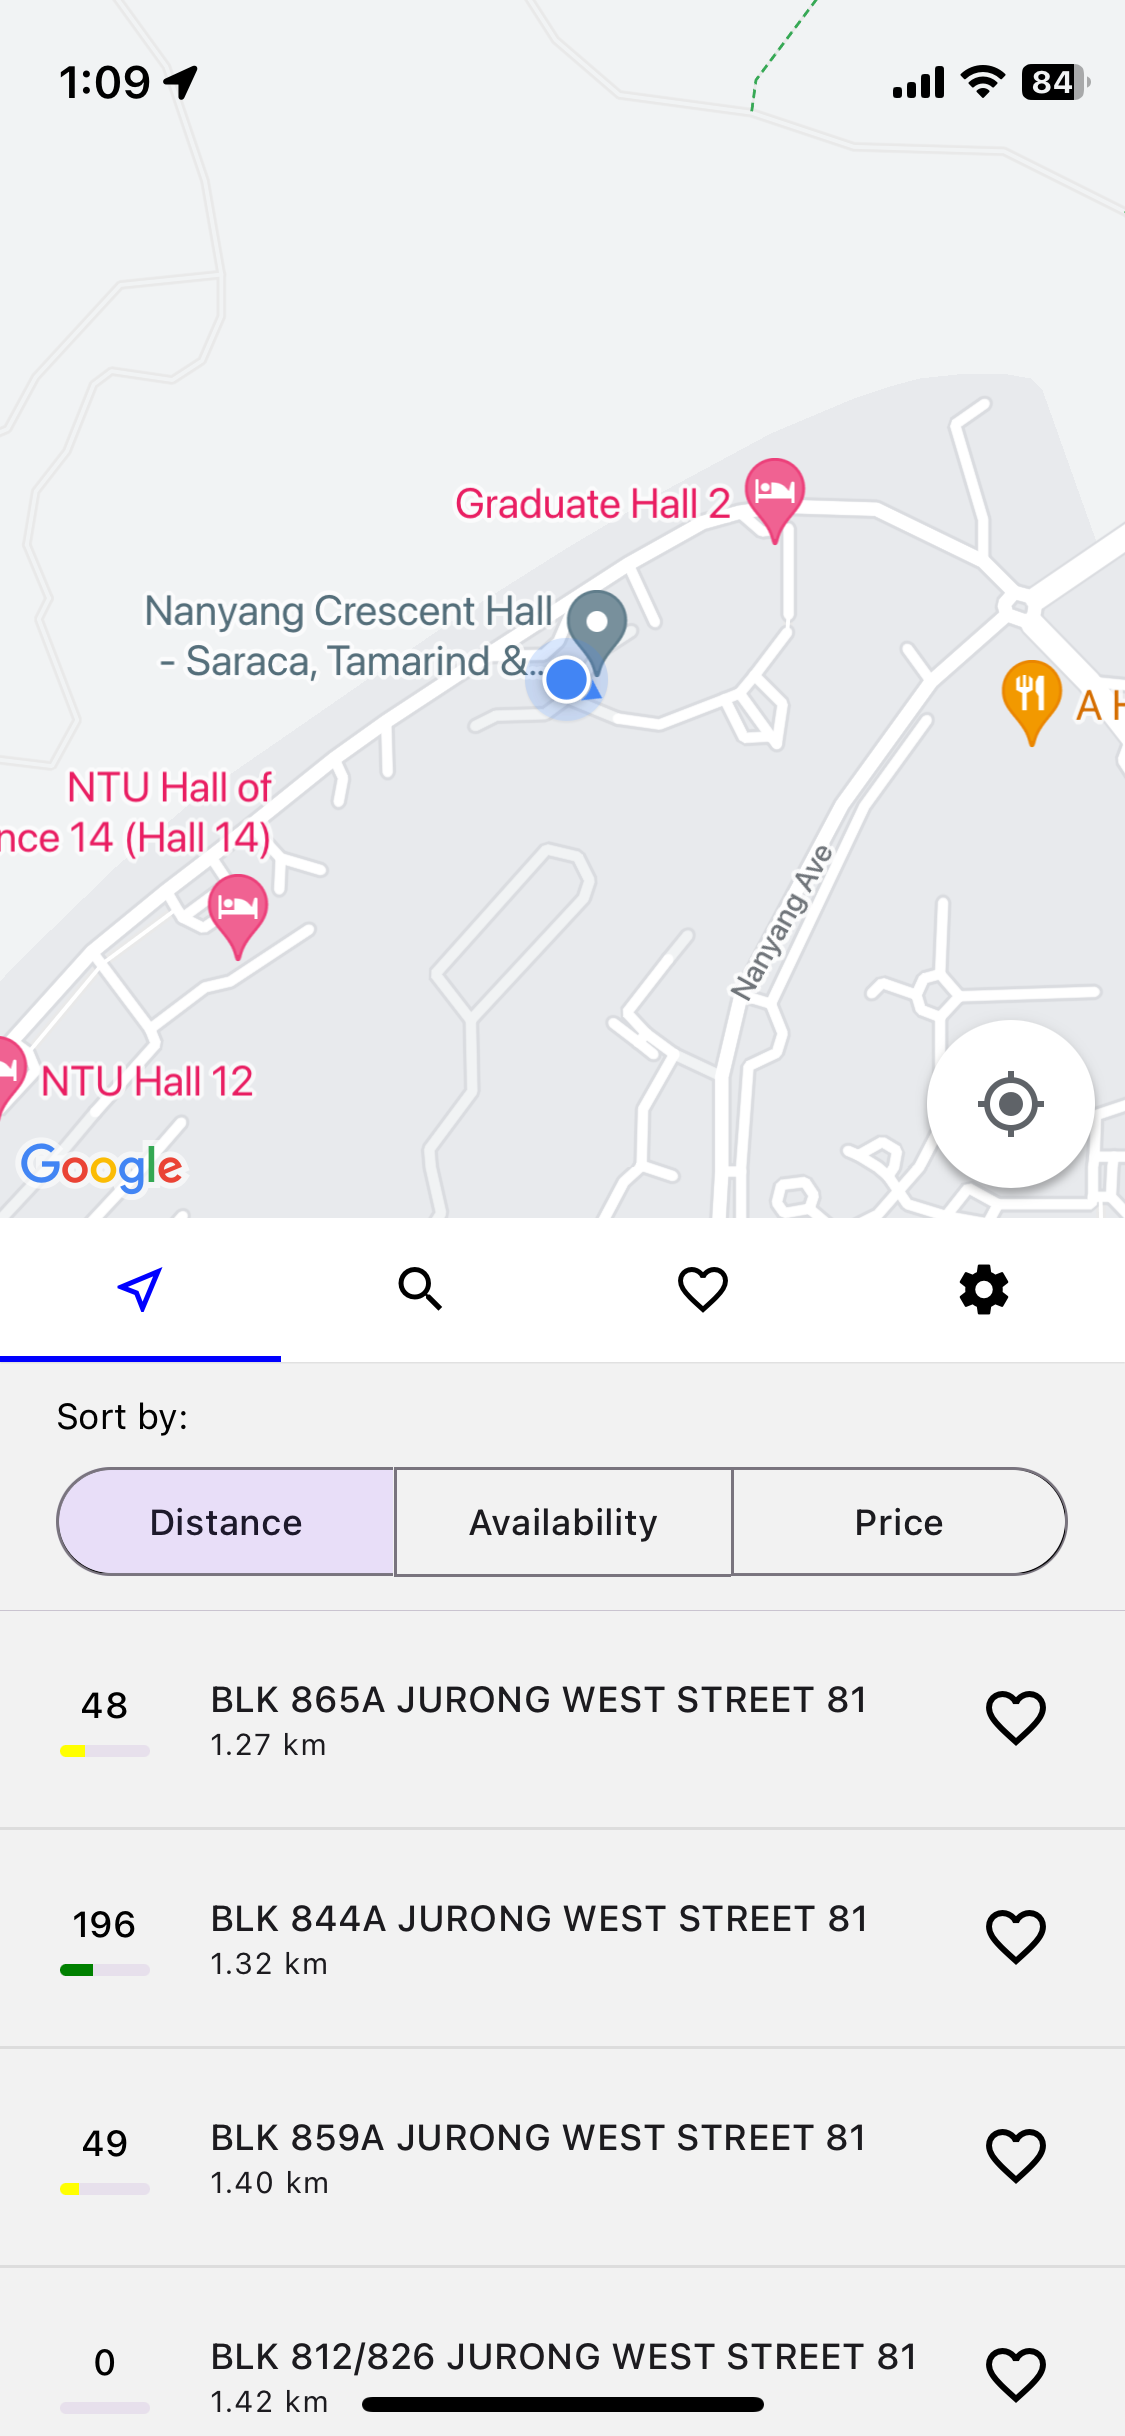 1:09
84
Graduate Hall 2
Nanyang Crescent Hall
- Saraca, Tamarind &...
A H
NTU Hall of
nce 14 (Hall 14)
Nanyang Ave
NTU Hall 12
Google
Sort by:
Distance
Availability
Price
48
BLK 865A JURONG WEST STREET 81
1.27 km
196
BLK 844A JURONG WEST STREET 81
1.32 km
49
BLK 859A JURONG WEST STREET 81
1.40 km
0
BLK 812/826 JURONG WEST STREET 81
1.42 km